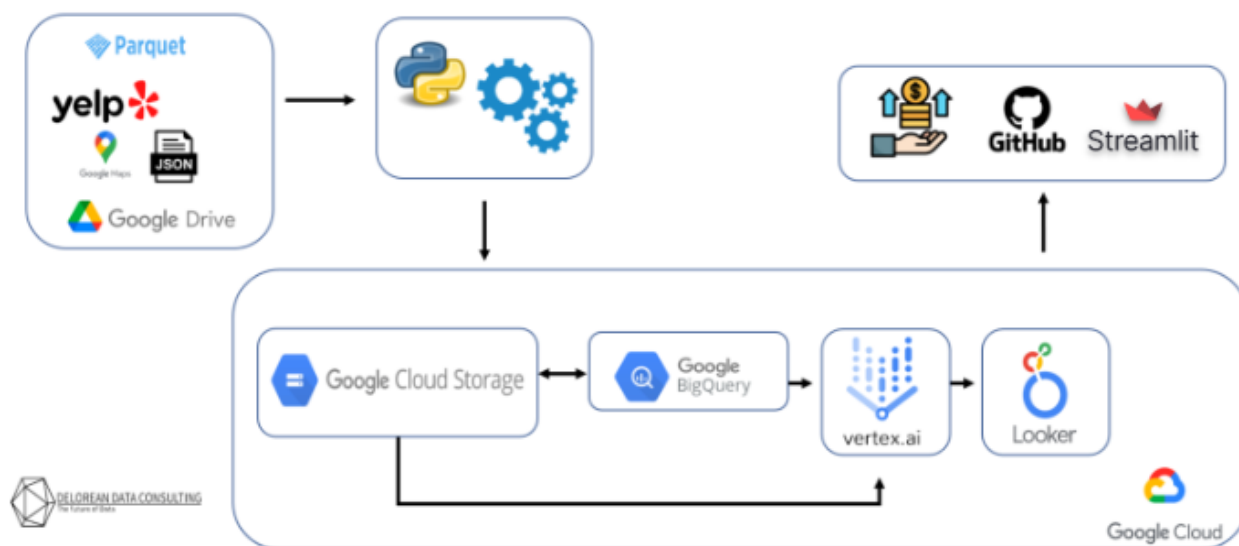 Parquet
yelp
Google Maps
JSON
Google Drive
GitHub
Streamlit
Google Cloud Storage
Google
BigQuery
vertex.ai
Looker
DELOREAN DATA CONSULTING
The Future of Data
Google Cloud